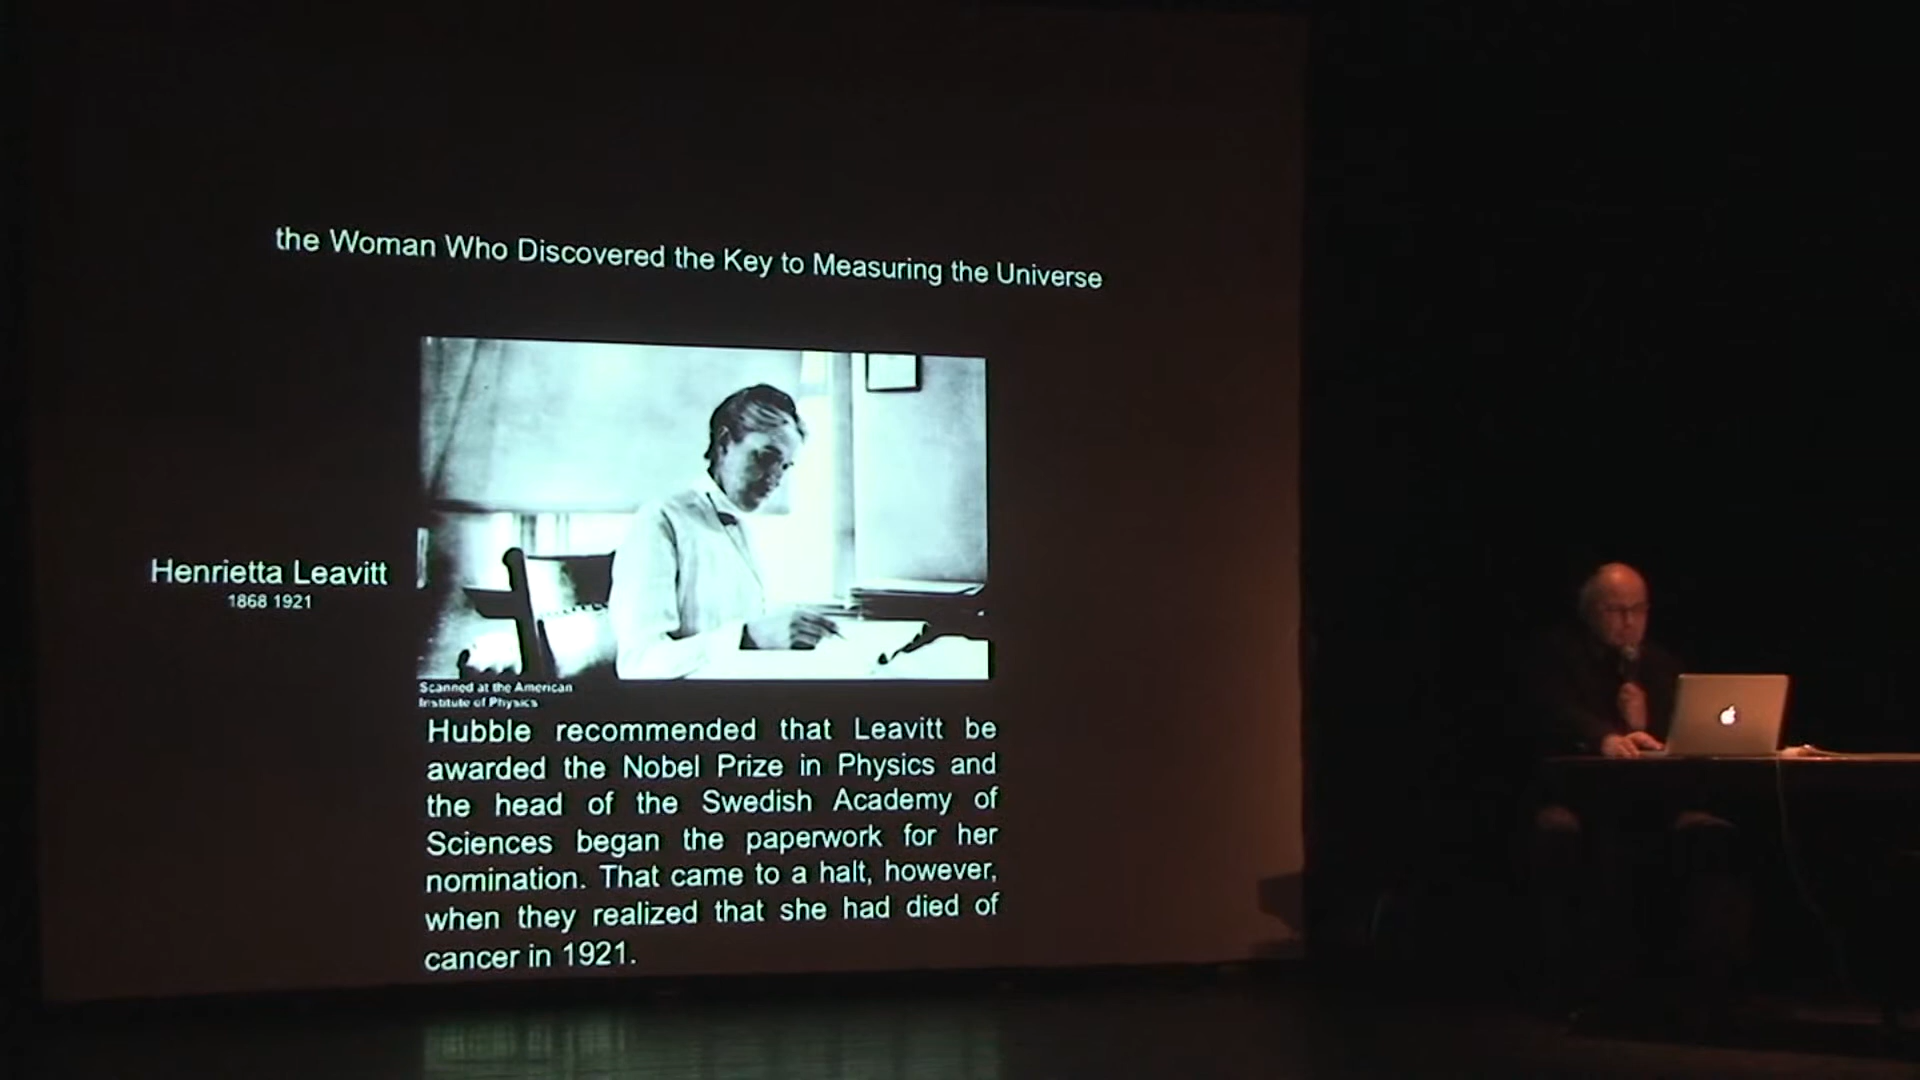 the Woman Who Discovered the Key to Measuring the Universe
Henrietta Leavitt
1868 1921
Scanned at the American
Institute of Physics
Hubble recommended that Leavitt be
awarded the Nobel Prize in Physics and
the head of the Swedish Academy of
Sciences began the paperwork for her
nomination. That came to a halt, however,
when they realized that she had died of
cancer in 1921.